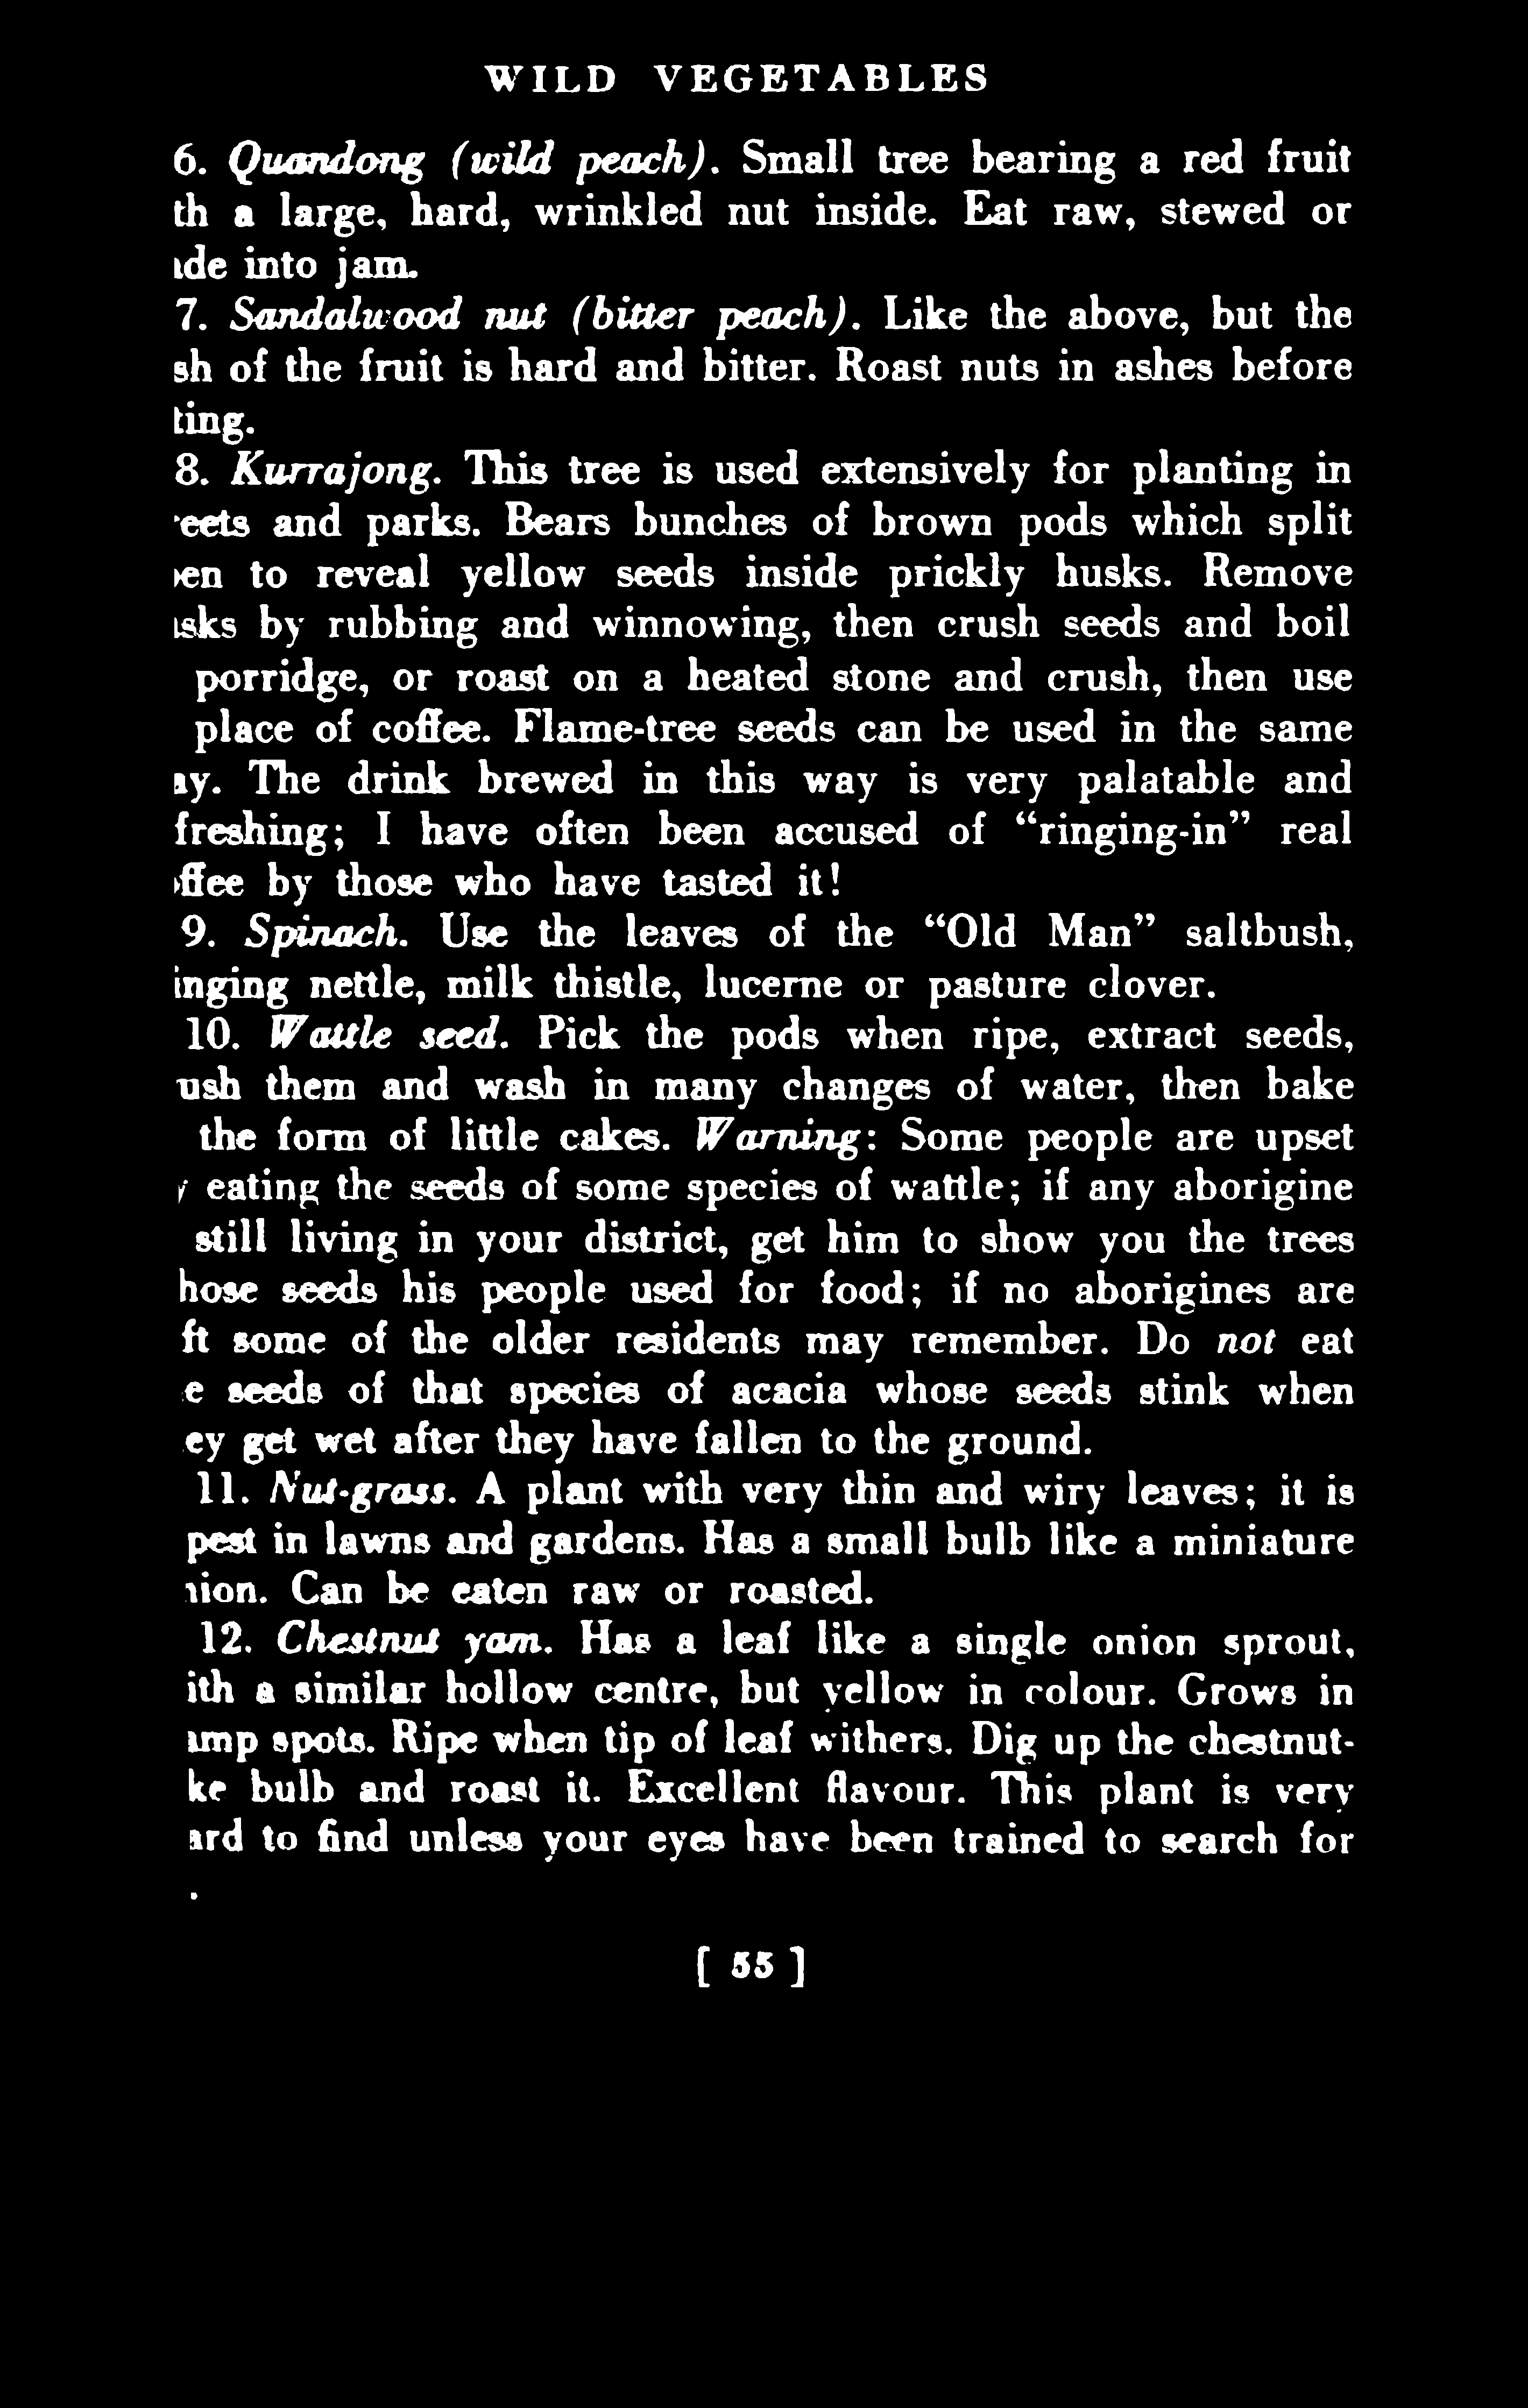 WILD VEGETABLES
6. Quandong (wild peach). Small tree bearing a red fruit
th a large, hard, wrinkled nut inside. Eat raw, stewed or
de into jam.
7. Sandalwood nut (bitter peach). Like the above, but the
sh of the fruit is hard and bitter. Roast nuts in ashes before
ting.
8. Kurrajong. This tree is used extensively for planting in
eets and parks. Bears bunches of brown pods which split
en to reveal yellow seeds inside prickly husks. Remove
sks by rubbing and winnowing, then crush seeds and boil
porridge, or roast on a heated stone and crush, then use
place of coffee. Flame-tree seeds can be used in the same
ay. The drink brewed in this way is very palatable and
freshing; I have often been accused of “ringing-in” real
ffee by those who have tasted it!
9. Spinach. Use the leaves of the “Old Man” saltbush,
inging nettle, milk thistle, lucerne or pasture clover.
10. Wattle seed. Pick the pods when ripe, extract seeds,
ush them and wash in many changes of water, then bake
the form of little cakes. Warning: Some people are upset
y eating the seeds of some species of wattle; if any aborigine
still living in your district, get him to show you the trees
hose seeds his people used for food; if no aborigines are
ft some of the older residents may remember. Do not eat
e seeds of that species of acacia whose seeds stink when
ey get wet after they have fallen to the ground.
11. Nut-grass. A plant with very thin and wiry leaves; it is
pest in lawns and gardens. Has a small bulb like a miniature
nion. Can be eaten raw or roasted.
12. Chestnut yam. Has a leaf like a single onion sprout,
ith a similar hollow centre, but yellow in colour. Grows in
amp spots. Ripe when tip of leaf withers. Dig up the chestnut-
ke bulb and roast it. Excellent flavour. This plant is very
ard to find unless your eyes have been trained to search for
.
[ 55 ]